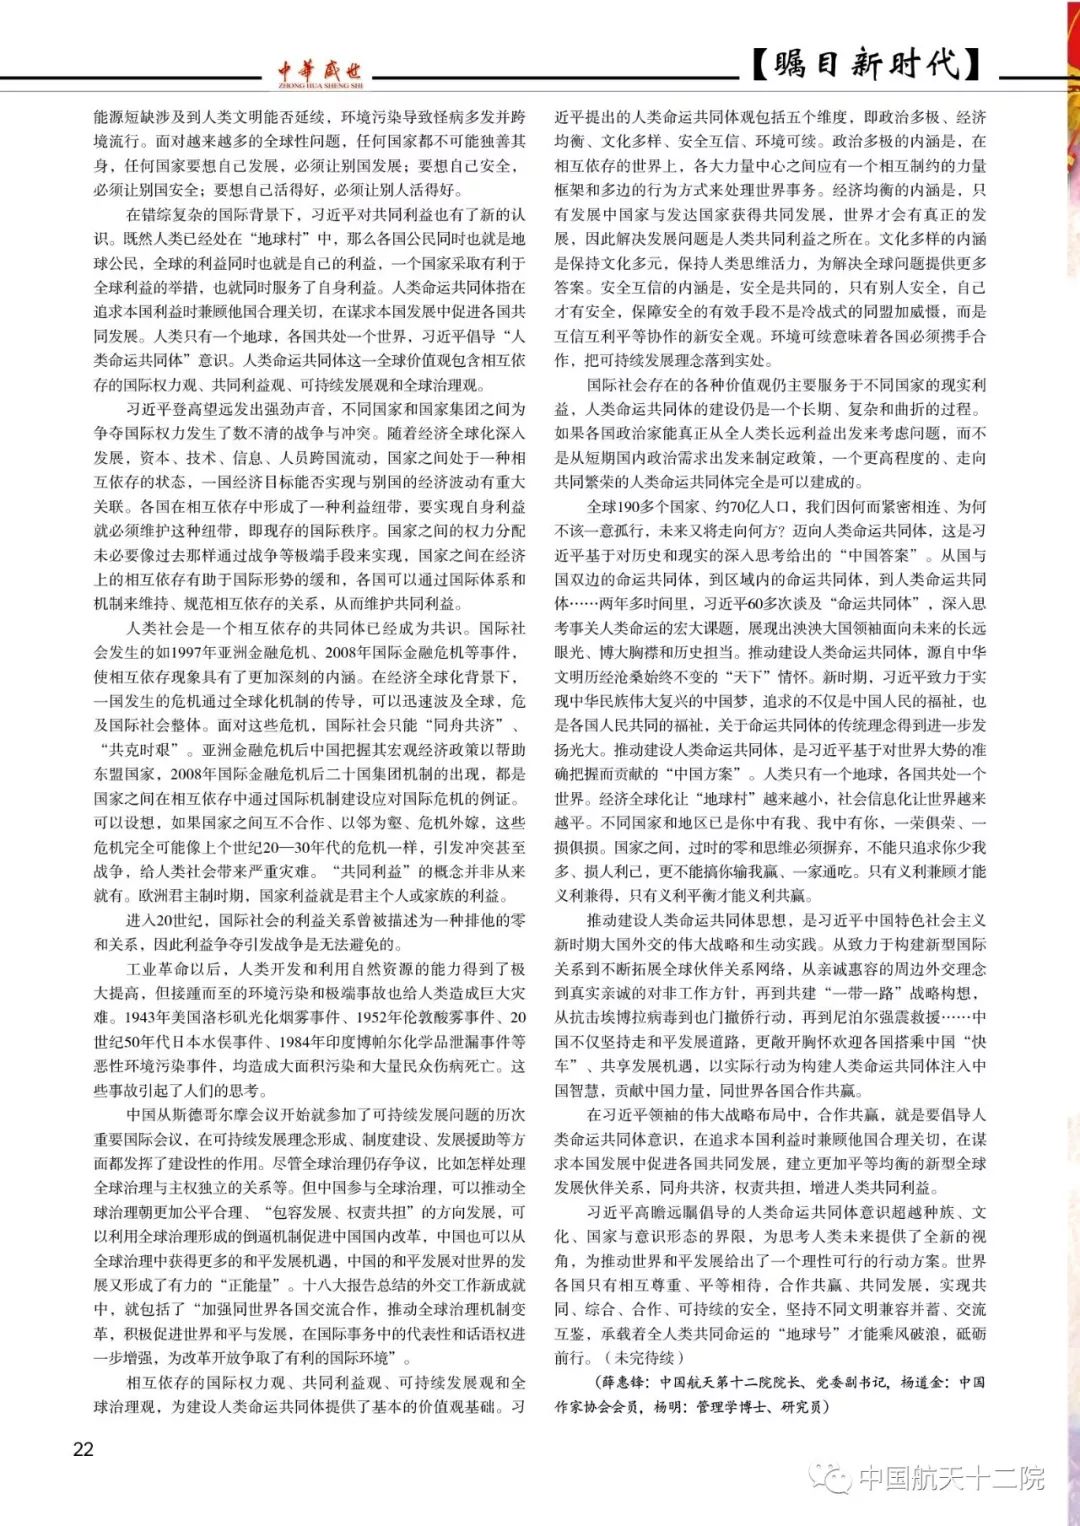 中華盛世
ZHONG HUA SHENG SHI
【瞩目新时代】
能源短缺涉及到人类文明能否延续，环境污染导致怪病多发并跨
境流行。面对越来越多的全球性问题，任何国家都不可能独善其
身，任何国家要想自己发展，必须让别国发展；要想自己安全，
必须让别国安全；要想自己活得好，必须让别人活得好。
在错综复杂的国际背景下，习近平对共同利益也有了新的认
识。既然人类已经处在“地球村”中，那么各国公民同时也就是地
球公民，全球的利益同时也就是自己的利益，一个国家采取有利于
全球利益的举措，也就同时服务了自身利益。人类命运共同体指在
追求本国利益时兼顾他国合理关切，在谋求本国发展中促进各国共
同发展。人类只有一个地球，各国共处一个世界，习近平倡导“人
类命运共同体”意识。人类命运共同体这一全球价值观包含相互依
存的国际权力观、共同利益观、可持续发展观和全球治理观。
习近平登高望远发出强劲声音，不同国家和国家集团之间为
争夺国际权力发生了数不清的战争与冲突。随着经济全球化深入
发展，资本、技术、信息、人员跨国流动，国家之间处于一种相
互依存的状态，一国经济目标能否实现与别国的经济波动有重大
关联。各国在相互依存中形成了一种利益纽带，要实现自身利益
就必须维护这种纽带，即现存的国际秩序。国家之间的权力分配
未必要像过去那样通过战争等极端手段来实现，国家之间在经济
上的相互依存有助于国际形势的缓和，各国可以通过国际体系和
机制来维持、规范相互依存的关系，从而维护共同利益。
人类社会是一个相互依存的共同体已经成为共识。国际社
会发生的如1997年亚洲金融危机、2008年国际金融危机等事件，
使相互依存现象具有了更加深刻的内涵。在经济全球化背景下，
一国发生的危机通过全球化机制的传导，可以迅速波及全球，危
及国际社会整体。面对这些危机，国际社会只能“同舟共济”、
“共克时艰”。亚洲金融危机后中国把握其宏观经济政策以帮助
东盟国家，2008年国际金融危机后二十国集团机制的出现，都是
国家之间在相互依存中通过国际机制建设应对国际危机的例证。
可以设想，如果国家之间互不合作、以邻为壑、危机外嫁，这些
危机完全可能像上个世纪20—30年代的危机一样，引发冲突甚至
战争，给人类社会带来严重灾难。“共同利益”的概念并非从来
就有。欧洲君主制时期，国家利益就是君主个人或家族的利益。
进入20世纪，国际社会的利益关系曾被描述为一种排他的零
和关系，因此利益争夺引发战争是无法避免的。
工业革命以后，人类开发和利用自然资源的能力得到了极
大提高，但接踵而至的环境污染和极端事故也给人类造成巨大灾
难。1943年美国洛杉矶光化烟雾事件、1952年伦敦酸雾事件、20
世纪50年代日本水俣事件、1984年印度博帕尔化学品泄漏事件等
恶性环境污染事件，均造成大面积污染和大量民众伤病死亡。这
些事故引起了人们的思考。
中国从斯德哥尔摩会议开始就参加了可持续发展问题的历次
重要国际会议，在可持续发展理念形成、制度建设、发展援助等方
面都发挥了建设性的作用。尽管全球治理仍存争议，比如怎样处理
全球治理与主权独立的关系等。但中国参与全球治理，可以推动全
球治理朝更加公平合理、“包容发展、权责共担”的方向发展，可
以利用全球治理形成的倒逼机制促进中国国内改革，中国也可以从
全球治理中获得更多的和平发展机遇，中国的和平发展对世界的发
展又形成了有力的“正能量”。十八大报告总结的外交工作新成就
中，就包括了“加强同世界各国交流合作，推动全球治理机制变
革，积极促进世界和平与发展，在国际事务中的代表性和话语权进
一步增强，为改革开放争取了有利的国际环境”。
相互依存的国际权力观、共同利益观、可持续发展观和全
球治理观，为建设人类命运共同体提供了基本的价值观基础。习
近平提出的人类命运共同体观包括五个维度，即政治多极、经济
均衡、文化多样、安全互信、环境可续。政治多极的内涵是，在
相互依存的世界上，各大力量中心之间应有一个相互制约的力量
框架和多边的行为方式来处理世界事务。经济均衡的内涵是，只
有发展中国家与发达国家获得共同发展，世界才会有真正的发
展，因此解决发展问题是人类共同利益之所在。文化多样的内涵
是保持文化多元，保持人类思维活力，为解决全球问题提供更多
答案。安全互信的内涵是，安全是共同的，只有别人安全，自己
才有安全，保障安全的有效手段不是冷战式的同盟加威慑，而是
互信互利平等协作的新安全观。环境可续意味着各国必须携手合
作，把可持续发展理念落到实处。
国际社会存在的各种价值观仍主要服务于不同国家的现实利
益，人类命运共同体的建设仍是一个长期、复杂和曲折的过程。
如果各国政治家能真正从全人类长远利益出发来考虑问题，而不
是从短期国内政治需求出发来制定政策，一个更高程度的、走向
共同繁荣的人类命运共同体完全是可以建成的。
全球190多个国家、约70亿人口，我们因何而紧密相连、为何
不该一意孤行，未来又将走向何方？迈向人类命运共同体，这是习
近平基于对历史和现实的深入思考给出的“中国答案”。从国与
国双边的命运共同体，到区域内的命运共同体，到人类命运共同
体……两年多时间里，习近平60多次谈及“命运共同体”，深入思
考事关人类命运的宏大课题，展现出泱泱大国领袖面向未来的长远
眼光、博大胸襟和历史担当。推动建设人类命运共同体，源自中华
文明历经沧桑始终不变的“天下”情怀。新时期，习近平致力于实
现中华民族伟大复兴的中国梦，追求的不仅是中国人民的福祉，也
是各国人民共同的福祉，关于命运共同体的传统理念得到进一步发
扬光大。推动建设人类命运共同体，是习近平基于对世界大势的准
确把握而贡献的“中国方案”。人类只有一个地球，各国共处一个
世界。经济全球化让“地球村”越来越小，社会信息化让世界越来
越平。不同国家和地区已是你中有我、我中有你，一荣俱荣、一
损俱损。国家之间，过时的零和思维必须摒弃，不能只追求你少我
多、损人利己，更不能搞你输我赢、一家通吃。只有义利兼顾才能
义利兼得，只有义利平衡才能义利共赢。
推动建设人类命运共同体思想，是习近平中国特色社会主义
新时期大国外交的伟大战略和生动实践。从致力于构建新型国际
关系到不断拓展全球伙伴关系网络，从亲诚惠容的周边外交理念
到真实亲诚的对非工作方针，再到共建“一带一路”战略构想，
从抗击埃博拉病毒到也门撤侨行动，再到尼泊尔强震救援……中
国不仅坚持走和平发展道路，更敞开胸怀欢迎各国搭乘中国“快
车”、共享发展机遇，以实际行动为构建人类命运共同体注入中
国智慧，贡献中国力量，同世界各国合作共赢。
在习近平领袖的伟大战略布局中，合作共赢，就是要倡导人
类命运共同体意识，在追求本国利益时兼顾他国合理关切，在谋
求本国发展中促进各国共同发展，建立更加平等均衡的新型全球
发展伙伴关系，同舟共济，权责共担，增进人类共同利益。
习近平高瞻远瞩倡导的人类命运共同体意识超越种族、文
化、国家与意识形态的界限，为思考人类未来提供了全新的视
角，为推动世界和平发展给出了一个理性可行的行动方案。世界
各国只有相互尊重、平等相待，合作共赢、共同发展，实现共
同、综合、合作、可持续的安全，坚持不同文明兼容并蓄、交流
互鉴，承载着全人类共同命运的“地球号”才能乘风破浪，砥砺
前行。（未完待续）
（薛惠锋：中国航天第十二院院长、党委副书记，杨道金：中国
作家协会会员，杨明：管理学博士、研究员）
22
中国航天十二院